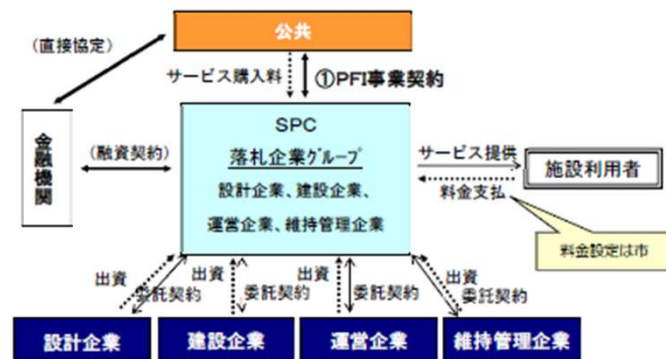 公共
(直接協定)
サービス購入料
①PFI事業契約
金融機関
(融資契約)
SPC
落札企業グループ
設計企業、建設企業、
運営企業、維持管理企業
サービス提供
料金支払
施設利用者
料金設定は市
出資
委託契約
出資
委託契約
出資
委託契約
出資
委託契約
設計企業
建設企業
運営企業
維持管理企業